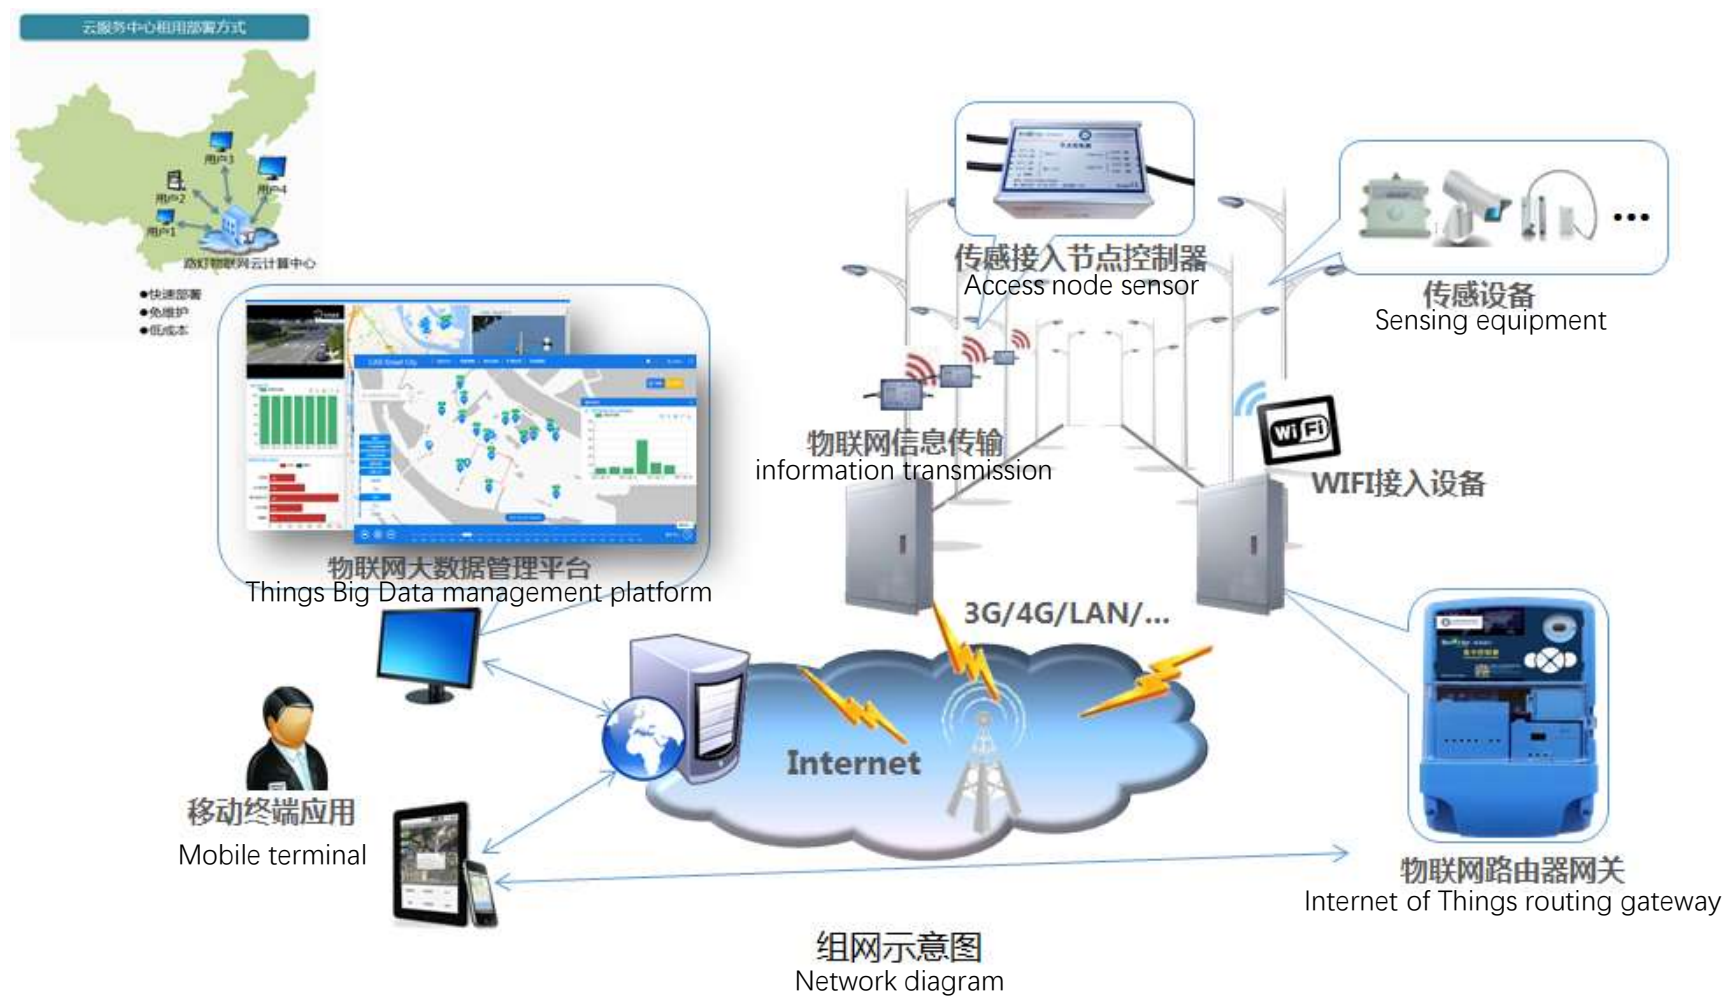 云服务中心租用部署方式
用户3
用户4
用户2
用户1
路灯物联网云计算中心
●快速部署
●免维护
●低成本
传感接入节点控制器
Access node sensor
传感设备
Sensing equipment
物联网信息传输
information transmission
WiFi
WIFI接入设备
物联网大数据管理平台
Things Big Data management platform
3G/4G/LAN/...
Internet
移动终端应用
Mobile terminal
物联网路由器网关
Internet of Things routing gateway
组网示意图
Network diagram